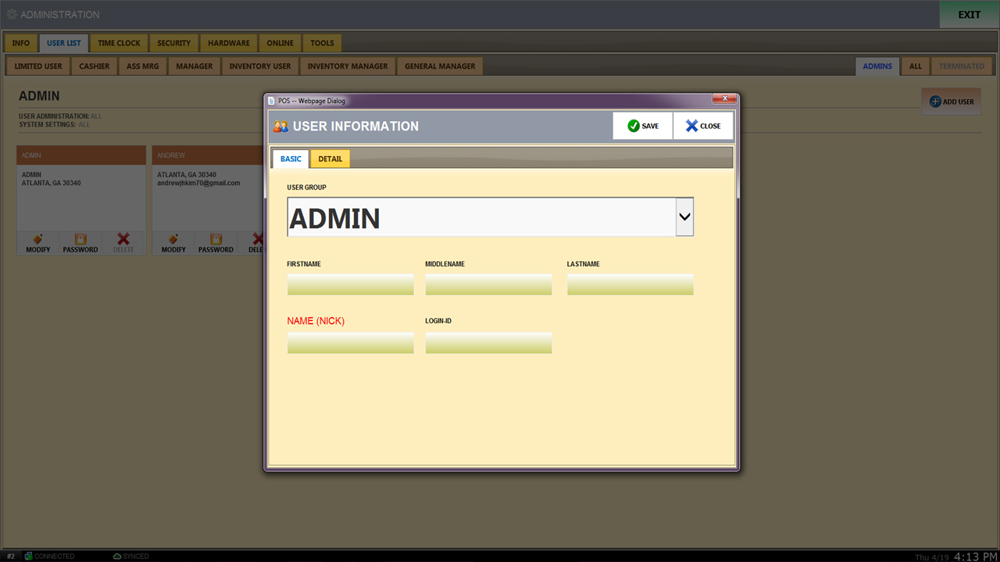 ADMINISTRATION
EXIT
INFO USER LIST TIME CLOCK SECURITY HARDWARE ONLINE TOOLS
LIMITED USER CASHIER ASS MRG MANAGER INVENTORY USER INVENTORY MANAGER GENERAL MANAGER ADMINS ALL TERMINATED
ADMIN
ADD USER
USER ADMINISTRATION: ALL
SYSTEM SETTINGS: ALL
ADMIN
ADMIN
ATLANTA, GA 30340
MODIFY PASSWORD DELETE
ANDREW
ATLANTA, GA 30340
andrewjhkim70@gmail.com
MODIFY PASSWORD DELE
POS -- Webpage Dialog
USER INFORMATION
SAVE CLOSE
BASIC DETAIL
USER GROUP
ADMIN
FIRSTNAME MIDDLENAME LASTNAME
NAME (NICK) LOGIN-ID
#2 CONNECTED SYNCED Thu 4/19 4:13 PM